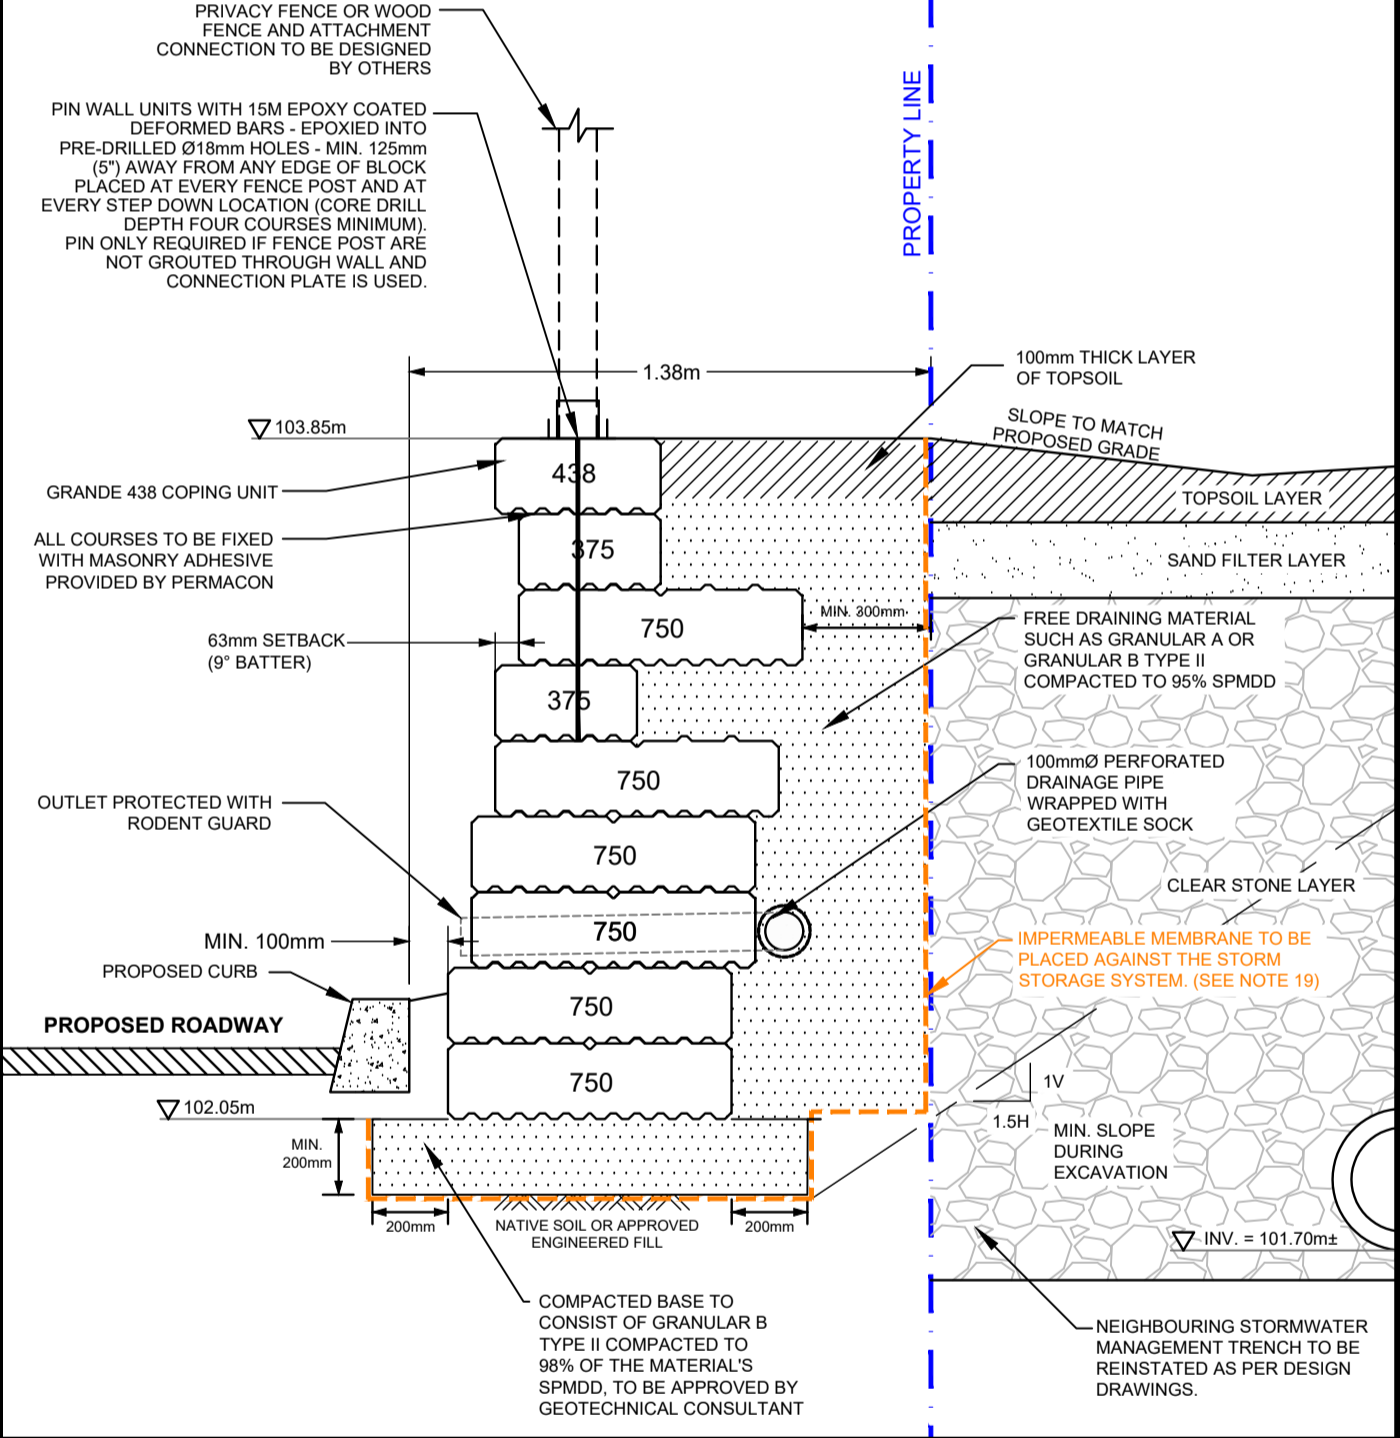 PRIVACY FENCE OR WOOD
FENCE AND ATTACHMENT
CONNECTION TO BE DESIGNED
BY OTHERS
PIN WALL UNITS WITH 15M EPOXY COATED
DEFORMED BARS - EPOXIED INTO
PRE-DRILLED Ø18mm HOLES - MIN. 125mm
(5") AWAY FROM ANY EDGE OF BLOCK
PLACED AT EVERY FENCE POST AND AT
EVERY STEP DOWN LOCATION (CORE DRILL
DEPTH FOUR COURSES MINIMUM).
PIN ONLY REQUIRED IF FENCE POST ARE
NOT GROUTED THROUGH WALL AND
CONNECTION PLATE IS USED.
PROPERTY LINE
1.38m
100mm THICK LAYER
OF TOPSOIL
103.85m
SLOPE TO MATCH
PROPOSED GRADE
438
GRANDE 438 COPING UNIT
TOPSOIL LAYER
ALL COURSES TO BE FIXED
WITH MASONRY ADHESIVE
PROVIDED BY PERMACON
375
SAND FILTER LAYER
63mm SETBACK
(9° BATTER)
750
MIN. 300mm
FREE DRAINING MATERIAL
SUCH AS GRANULAR A OR
GRANULAR B TYPE II
COMPACTED TO 95% SPMDD
375
750
100mmØ PERFORATED
DRAINAGE PIPE
WRAPPED WITH
GEOTEXTILE SOCK
OUTLET PROTECTED WITH
RODENT GUARD
750
CLEAR STONE LAYER
MIN. 100mm
750
IMPERMEABLE MEMBRANE TO BE
PLACED AGAINST THE STORM
STORAGE SYSTEM. (SEE NOTE 19)
PROPOSED CURB
750
PROPOSED ROADWAY
750
1V
1.5H
102.05m
MIN. SLOPE
DURING
EXCAVATION
MIN.
200mm
200mm
NATIVE SOIL OR APPROVED
ENGINEERED FILL
200mm
INV. = 101.70m±
COMPACTED BASE TO
CONSIST OF GRANULAR B
TYPE II COMPACTED TO
98% OF THE MATERIAL'S
SPMDD, TO BE APPROVED BY
GEOTECHNICAL CONSULTANT
NEIGHBOURING STORMWATER
MANAGEMENT TRENCH TO BE
REINSTATED AS PER DESIGN
DRAWINGS.